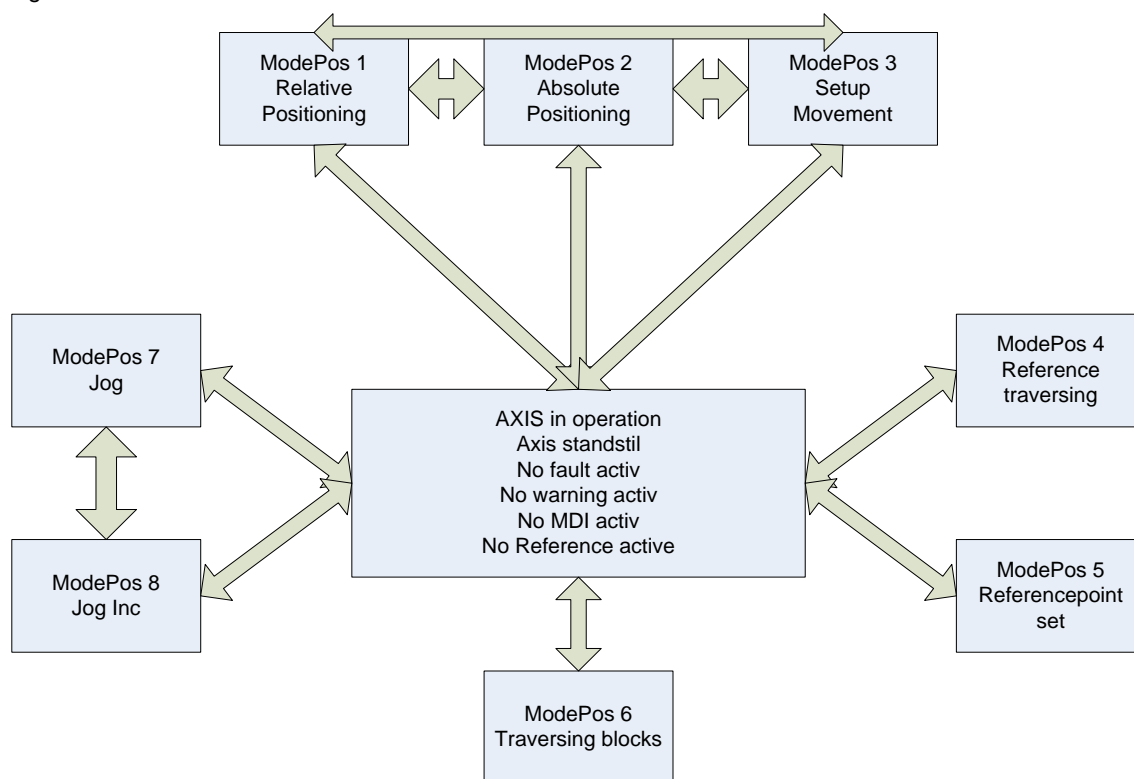 ModePos 1
Relative
Positioning
ModePos 2
Absolute
Positioning
ModePos 3
Setup
Movement
ModePos 7
Jog
ModePos 4
Reference
traversing
AXIS in operation
Axis standstil
No fault activ
No warning activ
No MDI activ
No Reference active
ModePos 8
Jog Inc
ModePos 5
Referencepoint
set
ModePos 6
Traversing blocks